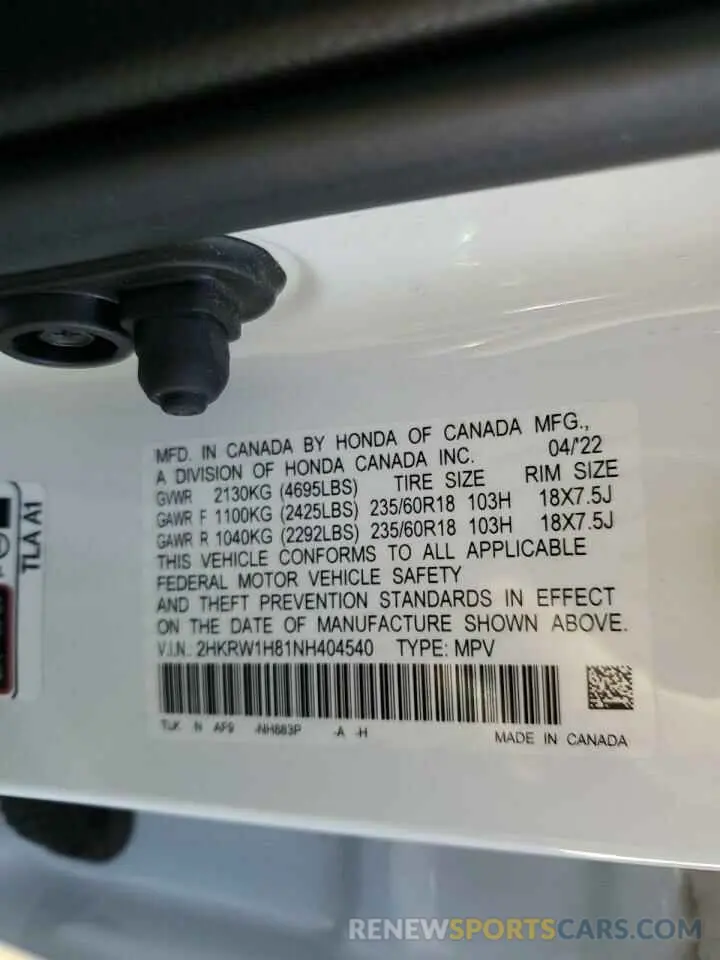 MFD. IN CANADA BY HONDA OF CANADA MFG.,
A DIVISION OF HONDA CANADA INC. 04/'22
GVWR 2130KG (4695LBS) TIRE SIZE RIM SIZE
GAWR F 1100KG (2425LBS) 235/60R18 103H 18X7.5J
GAWR R 1040KG (2292LBS) 235/60R18 103H 18X7.5J
THIS VEHICLE CONFORMS TO ALL APPLICABLE
FEDERAL MOTOR VEHICLE SAFETY
AND THEFT PREVENTION STANDARDS IN EFFECT
ON THE DATE OF MANUFACTURE SHOWN ABOVE.
V.I.N.: 2HKRW1H81NH404540 TYPE: MPV
TLK N AF9 -NH883P -A -H
MADE IN CANADA
TLA A1
RENEWSPORTSCARS.COM